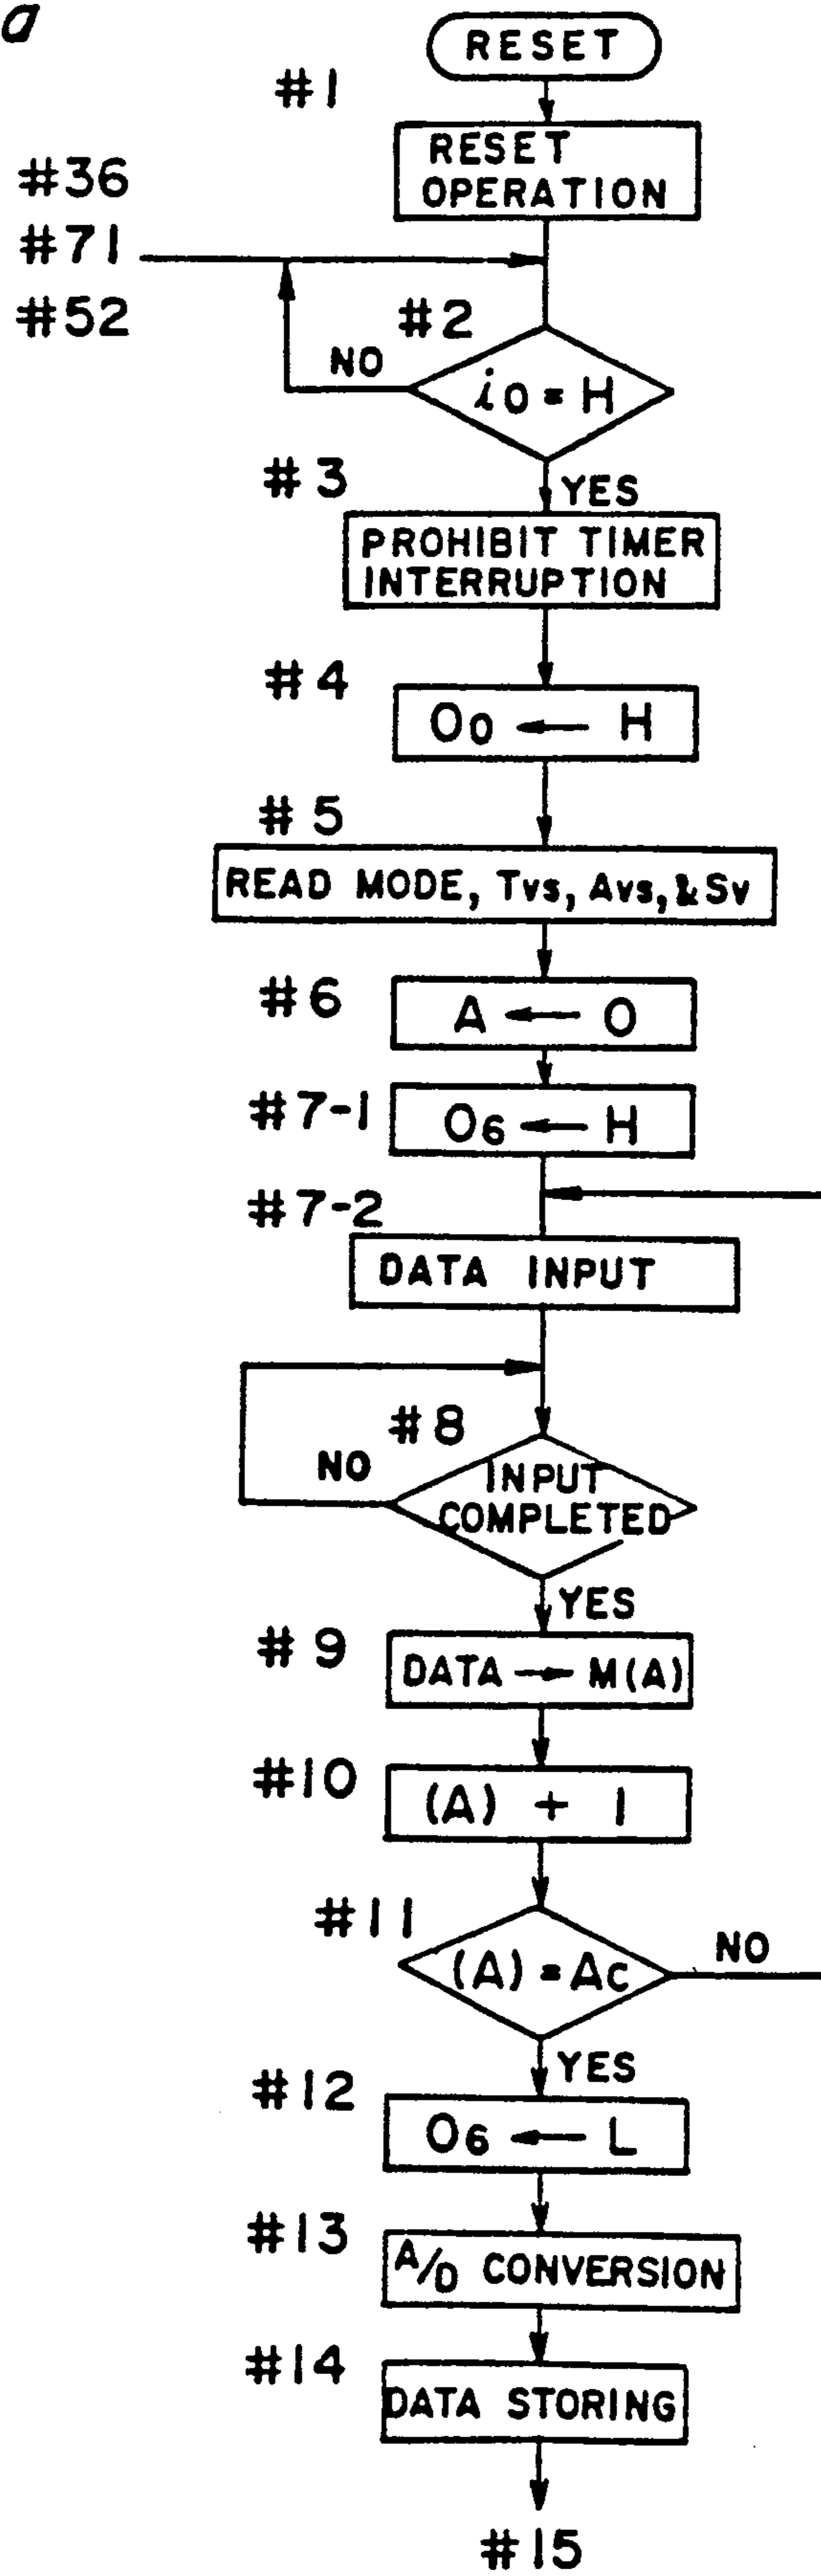 a
RESET
#1
RESET
OPERATION
#36
#71
#52
#2
NO
i0 = H
#3
YES
PROHIBIT TIMER
INTERRUPTION
#4
O0 ← H
#5
READ MODE, Tvs, Avs, & Sv
#6
A ← O
#7-1
O6 ← H
#7-2
DATA INPUT
#8
NO
INPUT
COMPLETED
YES
#9
DATA → M(A)
#10
(A) + 1
#11
(A) = Ac
NO
YES
#12
O6 ← L
#13
A/D CONVERSION
#14
DATA STORING
#15